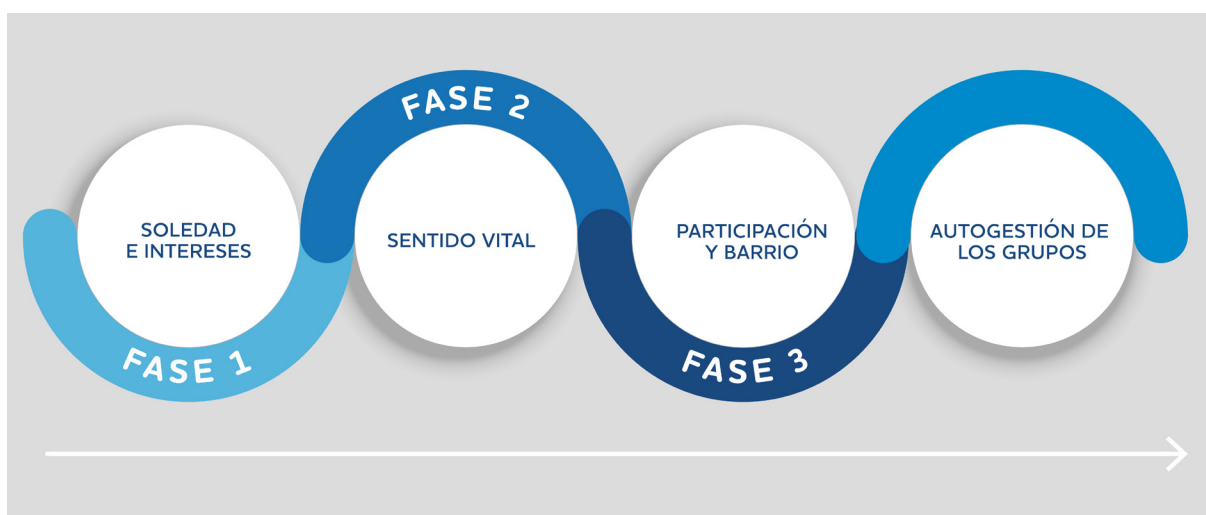 FASE 1
SOLEDAD
E INTERESES
FASE 2
SENTIDO VITAL
FASE 3
PARTICIPACIÓN
Y BARRIO
AUTOGESTIÓN DE
LOS GRUPOS